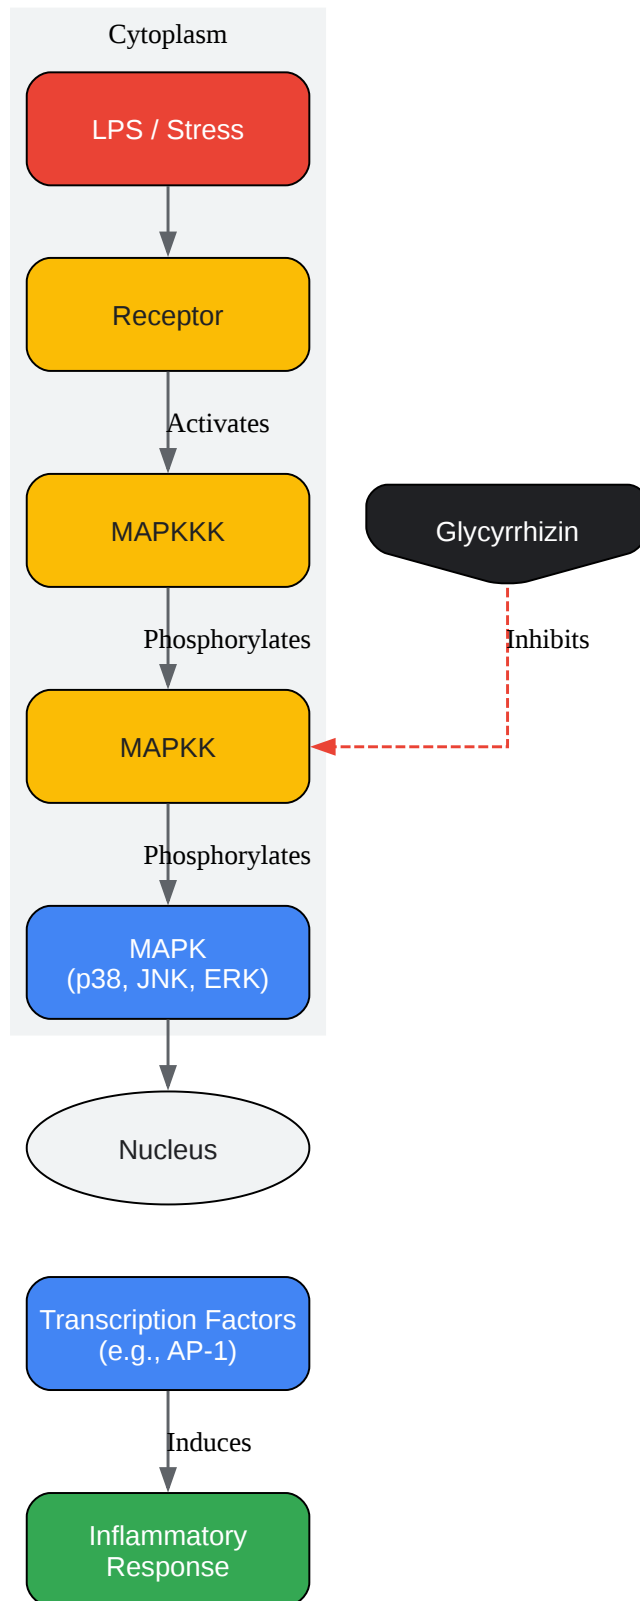 Cytoplasm
LPS / Stress
Receptor
Activates
MAPKKK
Glycyrrhizin
Phosphorylates
Inhibits
MAPKK
Phosphorylates
MAPK
(p38, JNK, ERK)
Nucleus
Transcription Factors
(e.g., AP-1)
Induces
Inflammatory
Response